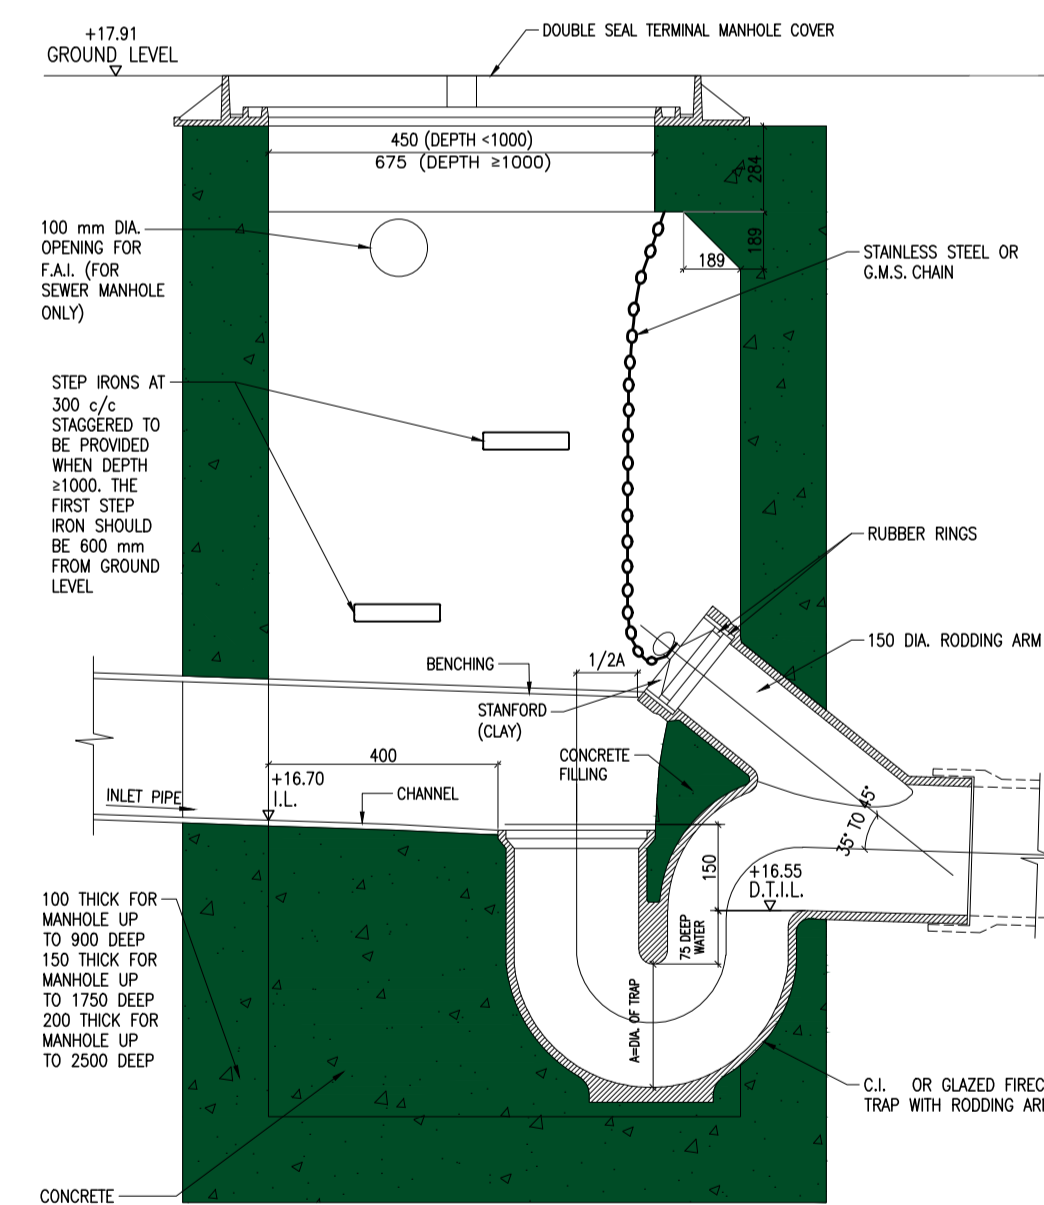 +17.91
GROUND LEVEL
DOUBLE SEAL TERMINAL MANHOLE COVER
450 (DEPTH <1000)
675 (DEPTH ≥1000)
284
189
189
100 mm DIA.
OPENING FOR
F.A.I. (FOR
SEWER MANHOLE
ONLY)
STAINLESS STEEL OR
G.M.S. CHAIN
STEP IRONS AT
300 c/c
STAGGERED TO
BE PROVIDED
WHEN DEPTH
≥1000. THE
FIRST STEP
IRON SHOULD
BE 600 mm
FROM GROUND
LEVEL
RUBBER RINGS
150 DIA. RODDING ARM
BENCHING
1/2A
STANFORD
(CLAY)
CONCRETE
FILLING
400
+16.70
I.L.
INLET PIPE
CHANNEL
35° TO 45°
150
+16.55
D.T.I.L.
75 DEEP
WATER
A=DIA. OF TRAP
100 THICK FOR
MANHOLE UP
TO 900 DEEP
150 THICK FOR
MANHOLE UP
TO 1750 DEEP
200 THICK FOR
MANHOLE UP
TO 2500 DEEP
C.I. OR GLAZED FIREC
TRAP WITH RODDING AR
CONCRETE